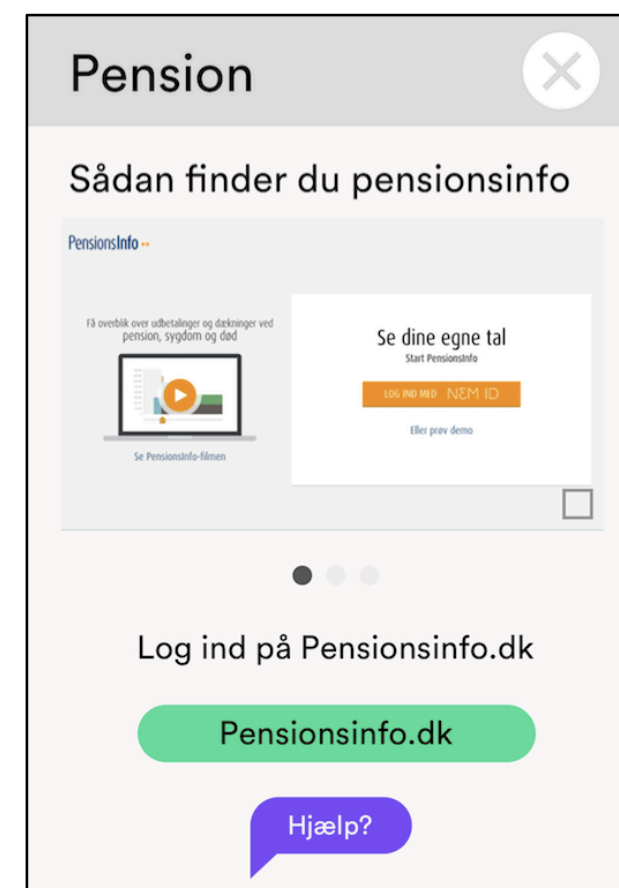 Pension
Sådan finder du pensionsinfo
PensionsInfo
Få overblik over udbetalinger og dækninger ved
pension, sygdom og død
Se PensionsInfo-filmen
Se dine egne tal
Start PensionsInfo
LOG IND MED NEM ID
Eller prøv demo
Log ind på Pensionsinfo.dk
Pensionsinfo.dk
Hjælp?